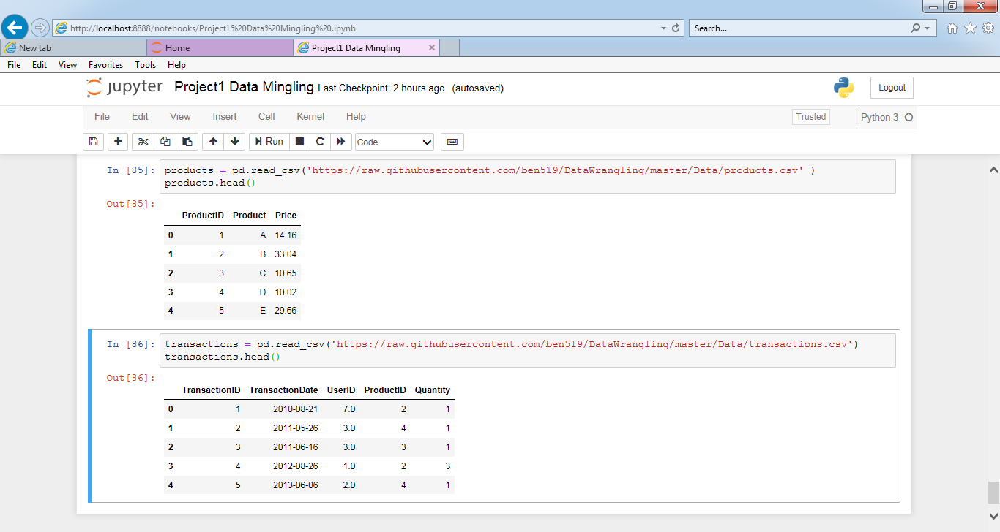 http://localhost:8888/notebooks/Project1%20Data%20Mingling%20.ipynb
Search...
New tab
Home
Project1 Data Mingling
File Edit View Favorites Tools Help
jupyter Project1 Data Mingling Last Checkpoint: 2 hours ago (autosaved)
Logout
File Edit View Insert Cell Kernel Help
Trusted
Python 3
Run
Code
In [85]: products = pd.read_csv('https://raw.githubusercontent.com/ben519/DataWrangling/master/Data/products.csv' )
products.head()
Out[85]:
ProductID Product Price
0 1 A 14.16
1 2 B 33.04
2 3 C 10.65
3 4 D 10.02
4 5 E 29.66
In [86]: transactions = pd.read_csv('https://raw.githubusercontent.com/ben519/DataWrangling/master/Data/transactions.csv')
transactions.head()
Out[86]:
TransactionID TransactionDate UserID ProductID Quantity
0 1 2010-08-21 7.0 2 1
1 2 2011-05-26 3.0 4 1
2 3 2011-06-16 3.0 3 1
3 4 2012-08-26 1.0 2 3
4 5 2013-06-06 2.0 4 1